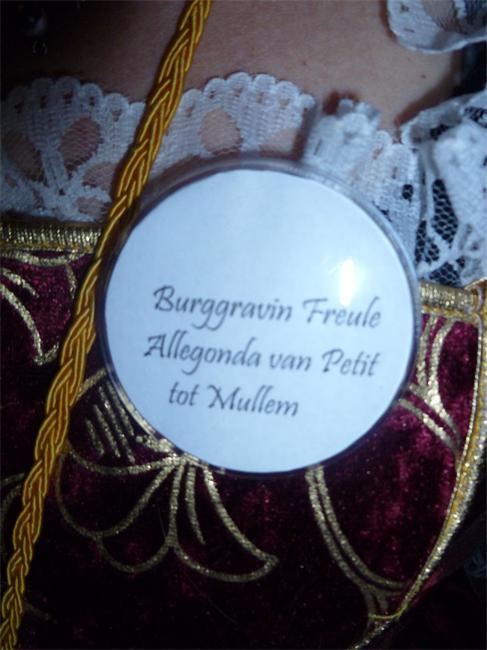 Burggravin Freule
Allegonda van Petit
tot Mullem